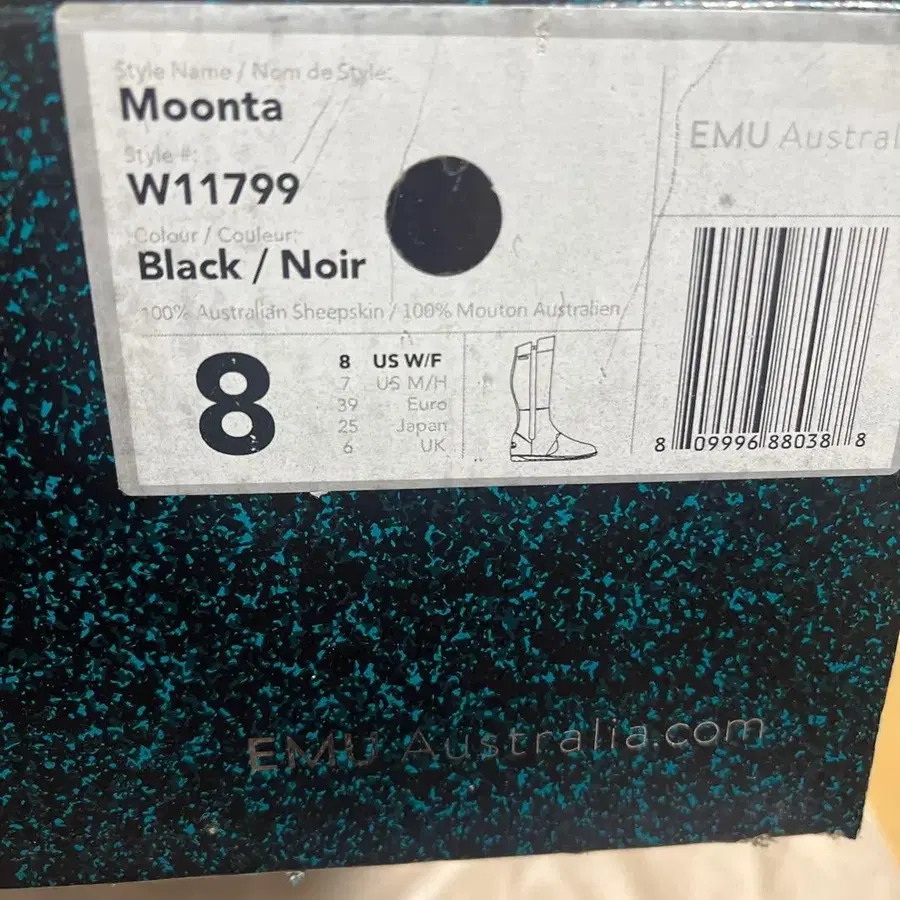 Style Name / Nom de Style:
Moonta
Style #:
W11799
Colour / Couleur:
Black / Noir
100% Australian Sheepskin / 100% Mouton Australien
8
8 US W/F
7 US M/H
39 Euro
25 Japan
6 UK
EMU Austral
8 09996 88038 8
EMU Australia.com